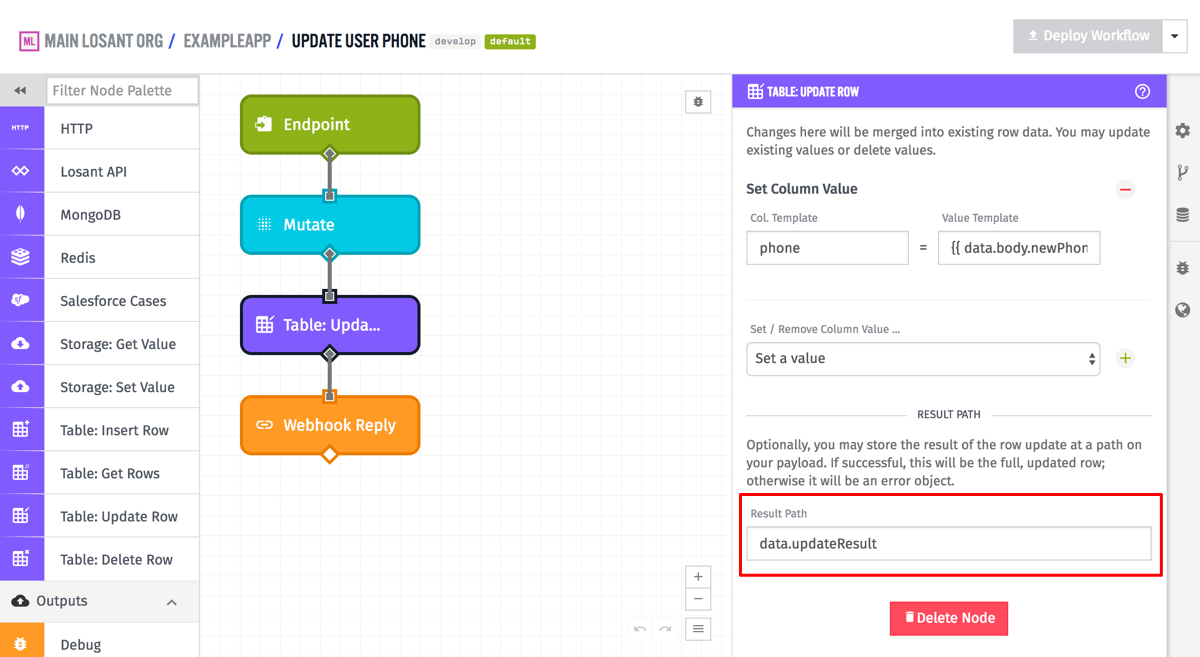 ML MAIN LOSANT ORG / EXAMPLEAPP / UPDATE USER PHONE develop default
Deploy Workflow
Filter Node Palette
HTTP HTTP
Losant API
MongoDB
Redis
sf Salesforce Cases
Storage: Get Value
Storage: Set Value
Table: Insert Row
Table: Get Rows
Table: Update Row
Table: Delete Row
Outputs
Debug
Endpoint
Mutate
Table: Upda...
Webhook Reply
TABLE: UPDATE ROW
Changes here will be merged into existing row data. You may update
existing values or delete values.
Set Column Value
Col. Template Value Template
phone = {{ data.body.newPhon
Set / Remove Column Value ...
Set a value
RESULT PATH
Optionally, you may store the result of the row update at a path on
your payload. If successful, this will be the full, updated row;
otherwise it will be an error object.
Result Path
data.updateResult
Delete Node